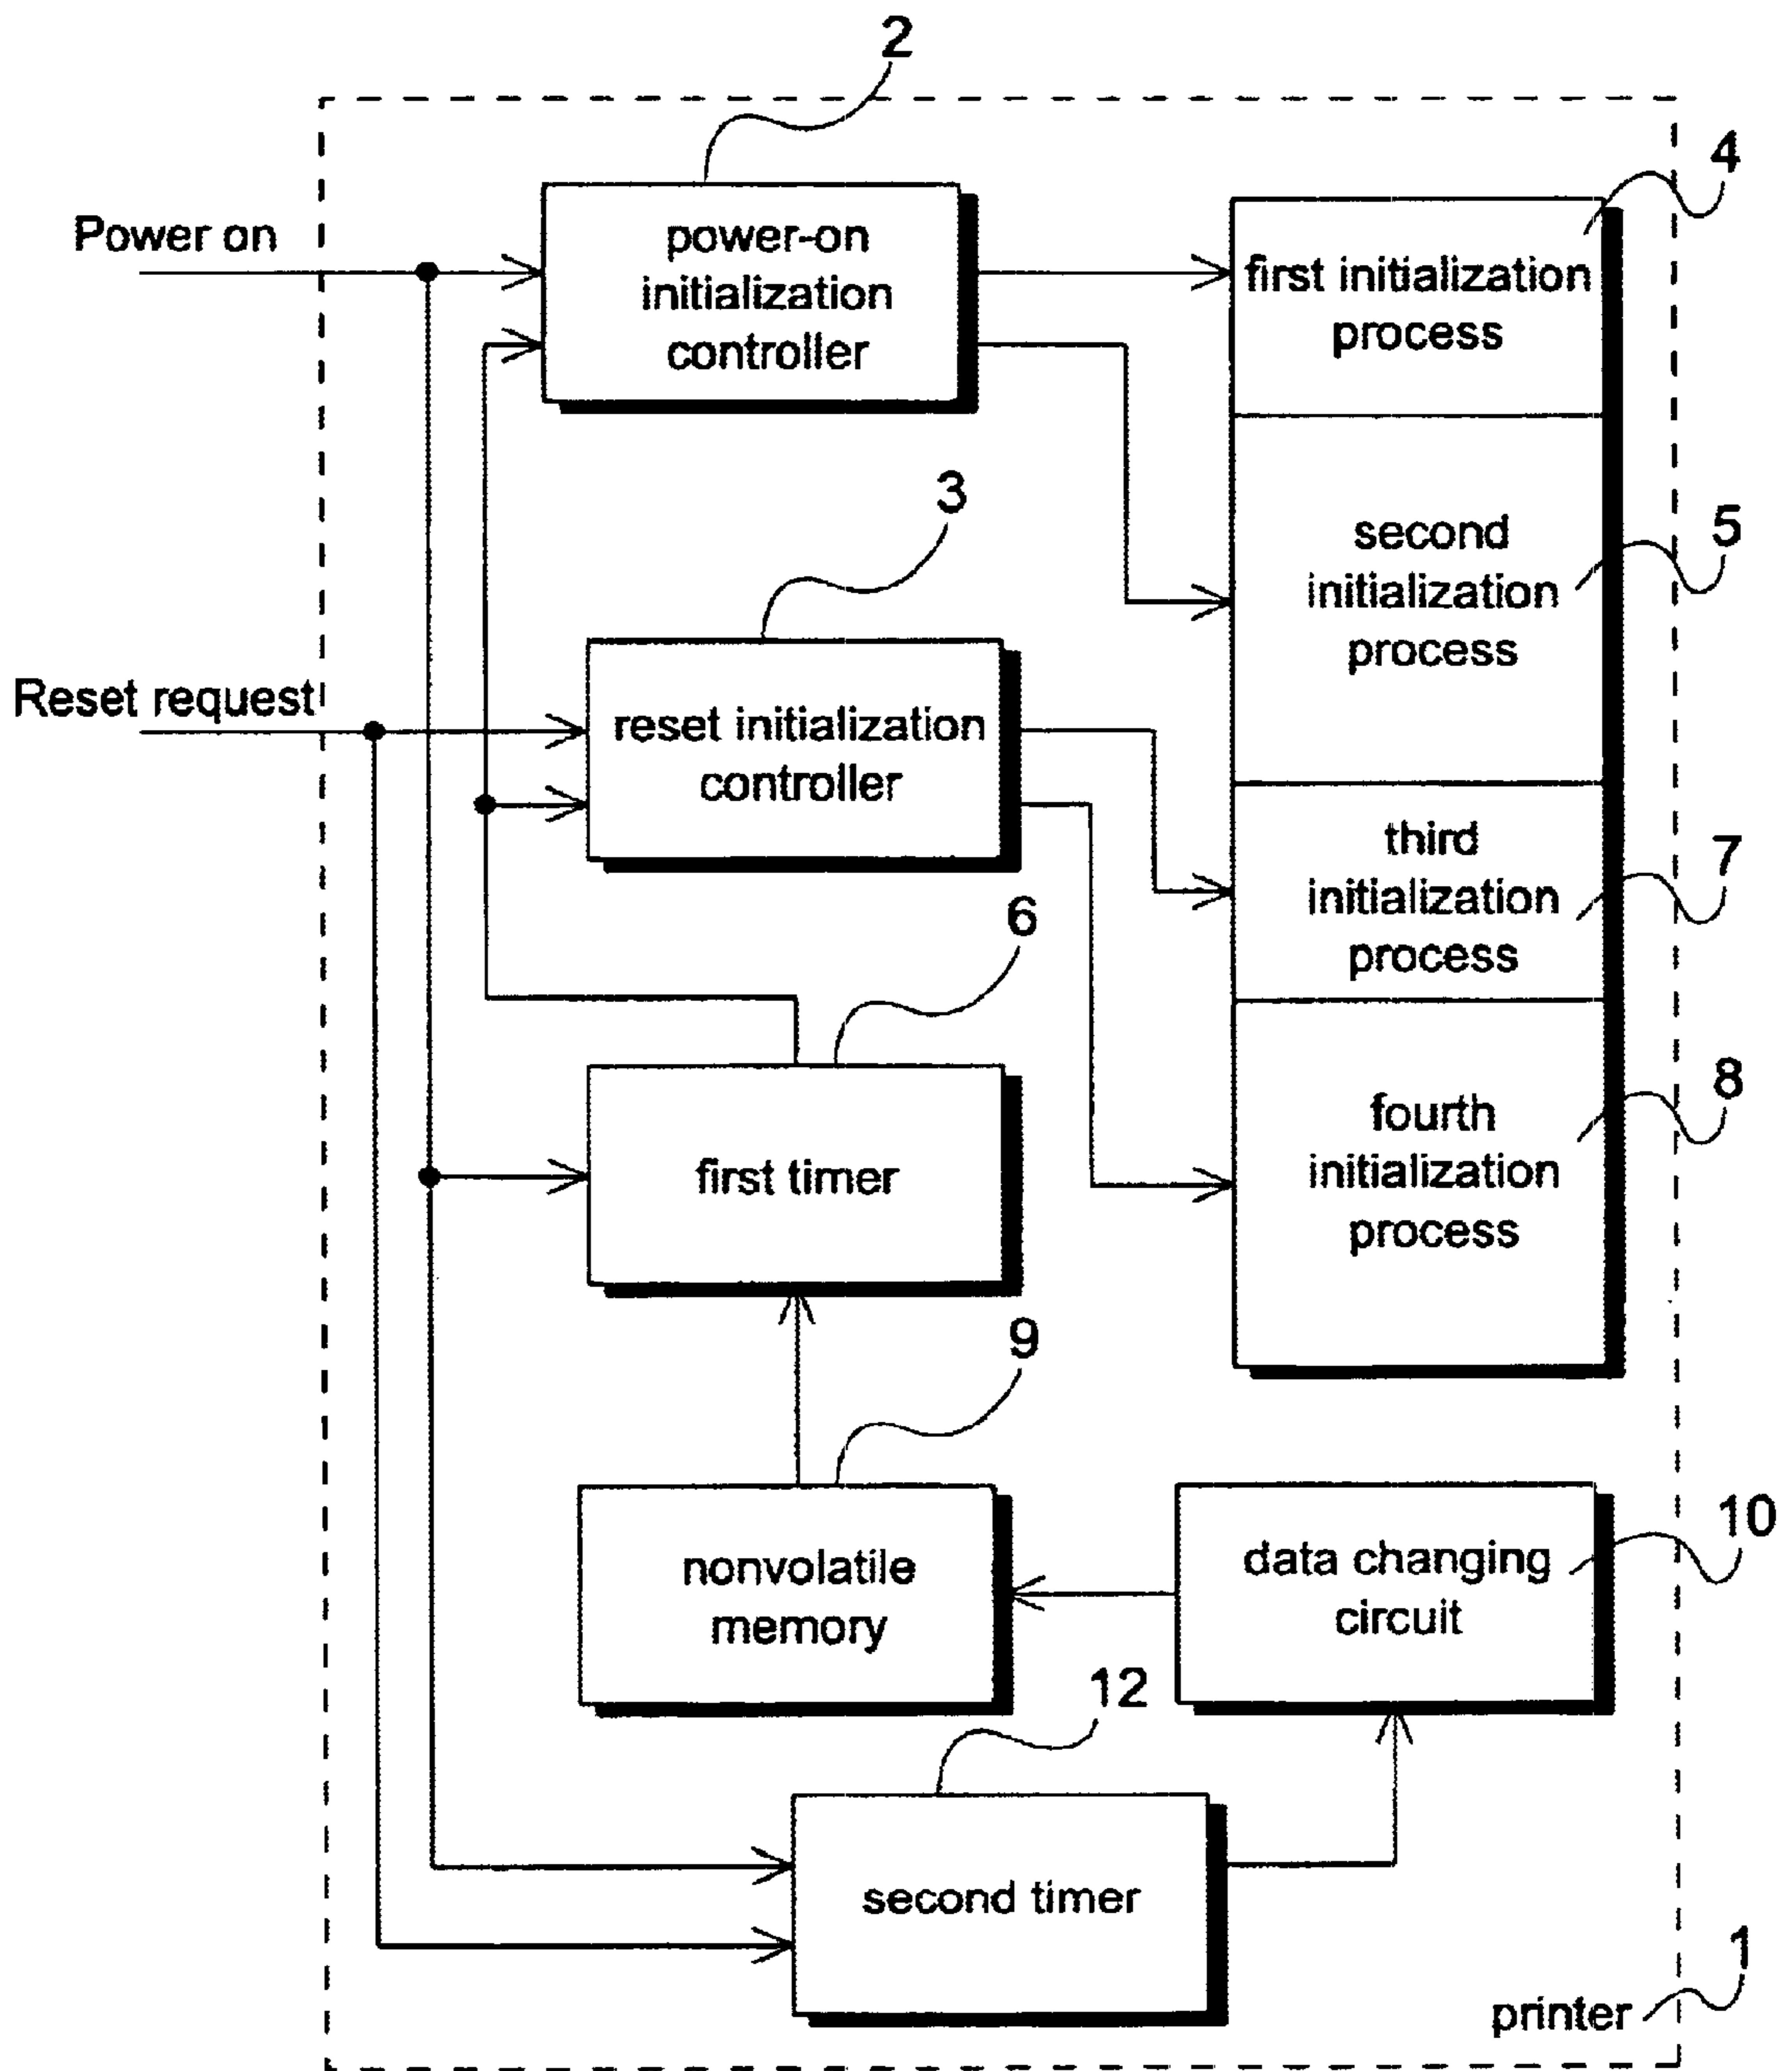 2
4
Power on
power-on
initialization
controller
first initialization
process
3
second
initialization
process
5
Reset request
reset initialization
controller
third
initialization
process
7
6
first timer
fourth
initialization
process
8
9
nonvolatile
memory
data changing
circuit
10
12
second timer
printer
1